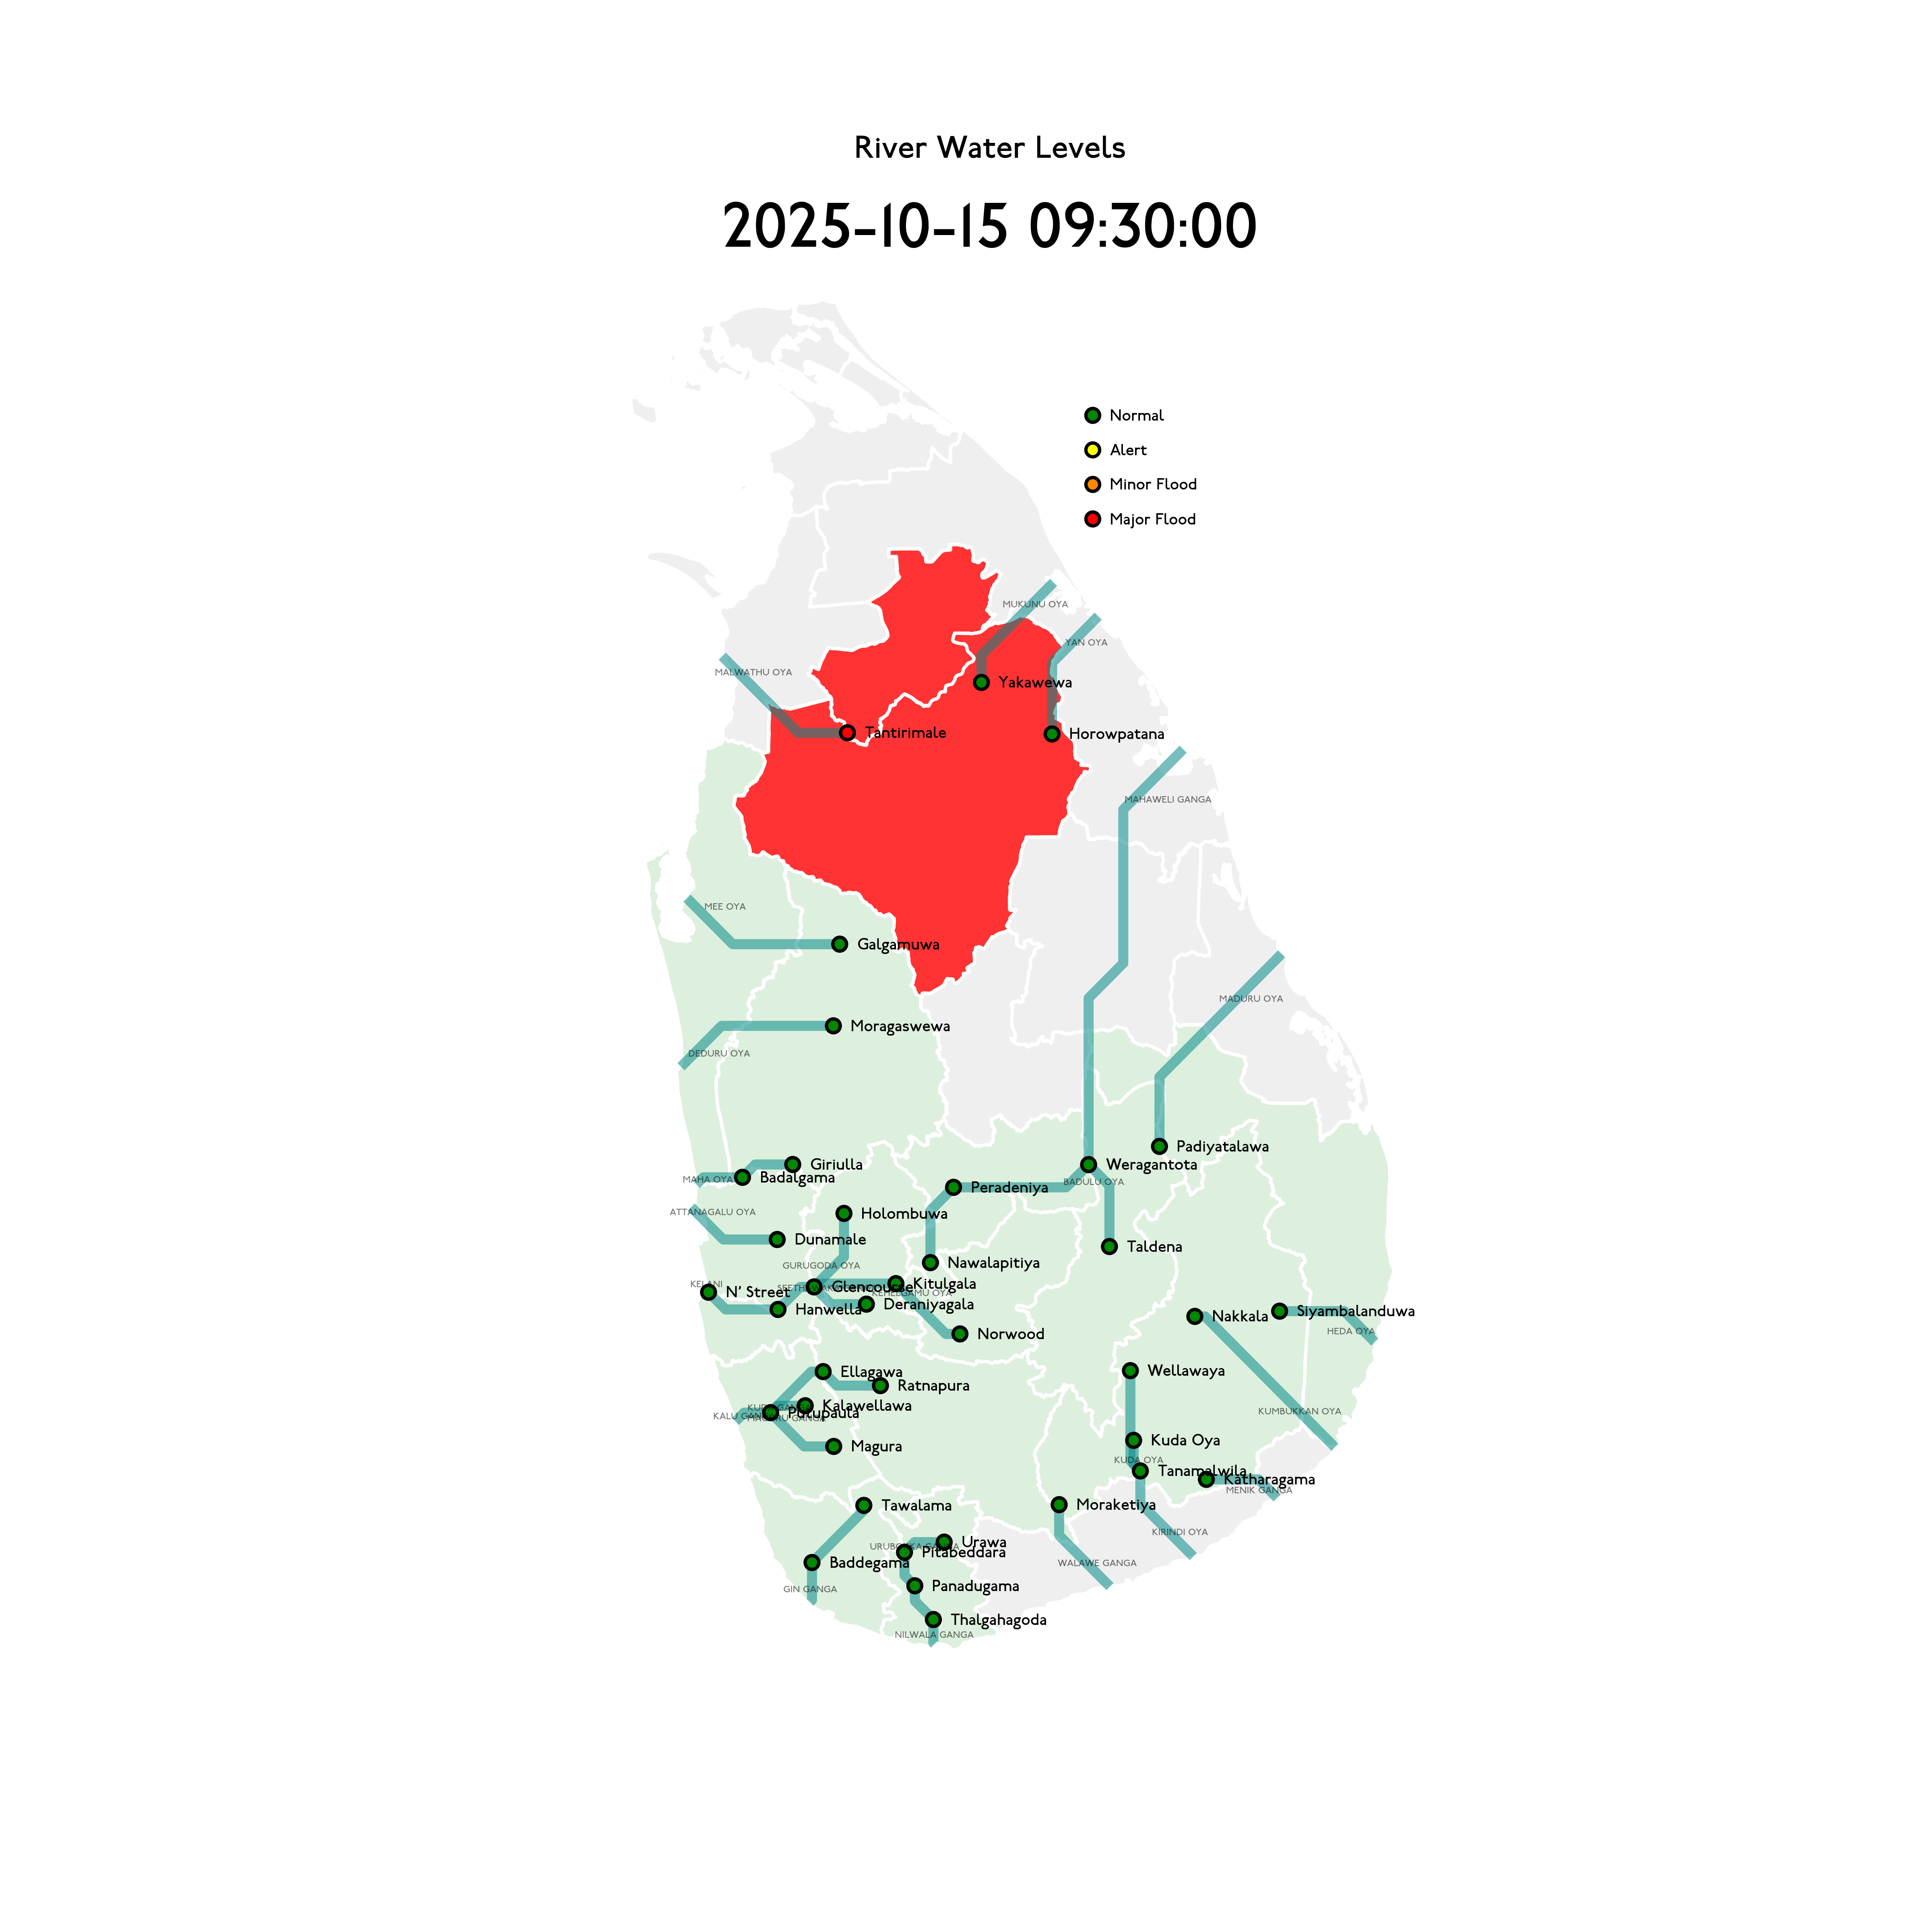 River Water Levels
2025-10-15 09:30:00
Normal
Alert
Minor Flood
Major Flood
MUKUNU OYA
YAN OYA
MALWATHU OYA
Yakawewa
Tantirimale
Horowpatana
MAHAWELI GANGA
MEE OYA
Galgamuwa
MADURU OYA
Moragaswewa
DEDURU OYA
Padiyatalawa
Giriulla
Weragantota
MAHA OYA
Badalgama
BADULU OYA
Peradeniya
ATTANAGALU OYA
Holombuwa
Dunamale
Taldena
Nawalapitiya
GURUGODA OYA
KELANI
Kitulgala
Glencourse
N' Street
KEHELGAMU OYA
Deraniyagala
Hanwella
Siyambalanduwa
Nakkala
HEDA OYA
Norwood
Ellagawa
Wellawaya
Ratnapura
Kalawellawa
KALU GANGA
Putupaula
MAGURU GANGA
KUMBUKKAN OYA
Kuda Oya
Magura
KUDA OYA
Tanamalwila
Katharagama
MENIK GANGA
Tawalama
Moraketiya
KIRINDI OYA
Urawa
URUBOKKA GANGA
Pitabeddara
Baddegama
WALAWE GANGA
Panadugama
GIN GANGA
Thalgahagoda
NILWALA GANGA